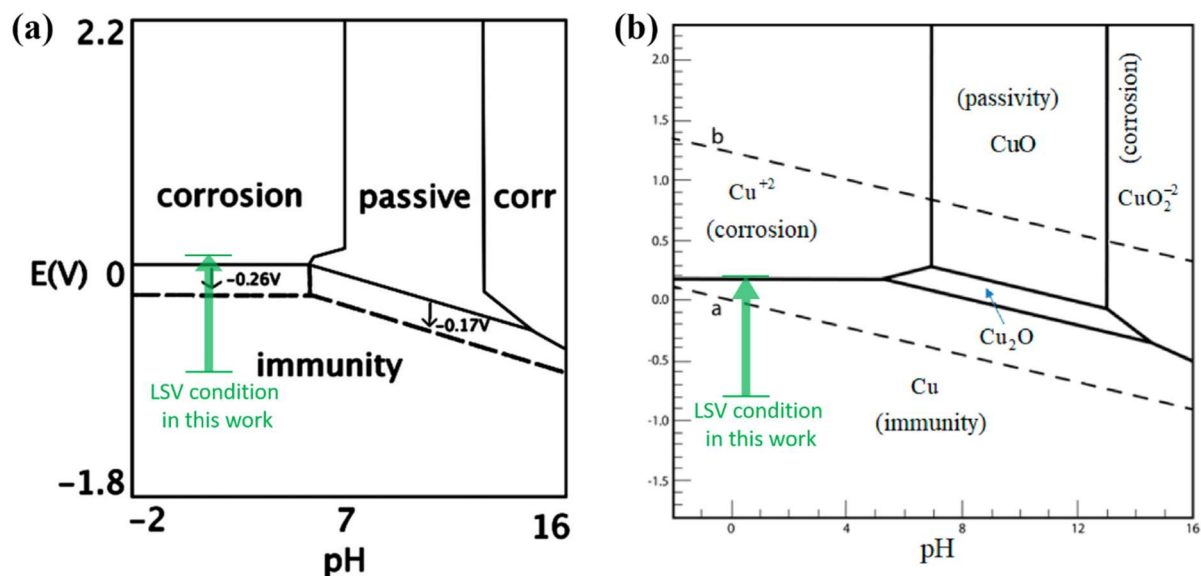 (a)
2.2
corrosion
passive
corr
E(V)
0
−0.26V
−0.17V
immunity
LSV condition
in this work
−1.8
−2
7
16
pH
(b)
2.0
1.5
1.0
0.5
0.0
-0.5
-1.0
-1.5
b
(passivity)
CuO
(corrosion)
CuO₂⁻²
Cu⁺²
(corrosion)
a
Cu₂O
Cu
(immunity)
LSV condition
in this work
0
4
8
12
16
pH